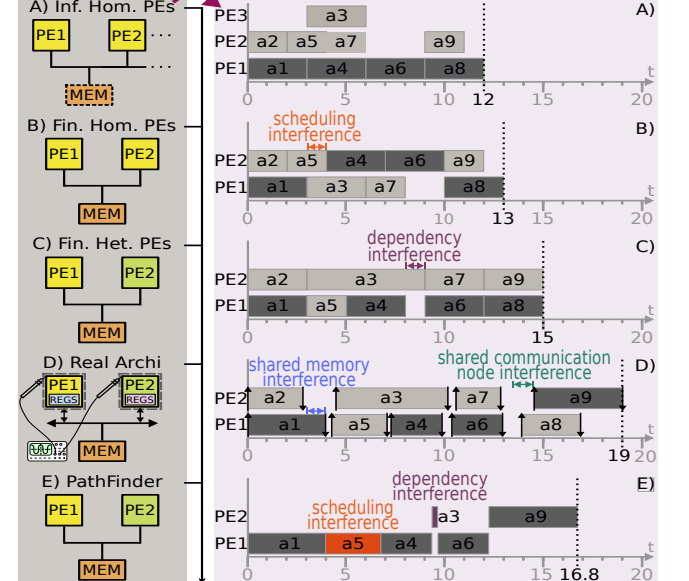 A) Inf. Hom. PEs
PE1 PE2 ···
···
MEM
B) Fin. Hom. PEs
PE1 PE2
MEM
C) Fin. Het. PEs
PE1 PE2
MEM
D) Real Archi
PE1 PE2
REGS REGS
MEM
E) PathFinder
PE1 PE2
MEM
A)
PE3 a3
PE2 a2 a5 a7 a9
PE1 a1 a4 a6 a8
t
0 5 12 15 20
B)
scheduling
interference
PE2 a2 a5 a4 a6 a9
PE1 a1 a3 a7 a8
t
0 5 10 13 15 20
C)
dependency
interference
PE2 a2 a3 a7 a9
PE1 a1 a5 a4 a6 a8
t
0 5 10 15 20
D)
shared memory
interference
shared communication
node interference
PE2 a2 a3 a7 a9
PE1 a1 a5 a4 a6 a8
t
0 5 10 15 19 20
E)
dependency
interference
scheduling
interference
PE2 a3 a9
PE1 a1 a5 a4 a6
t
0 5 10 16.8 20